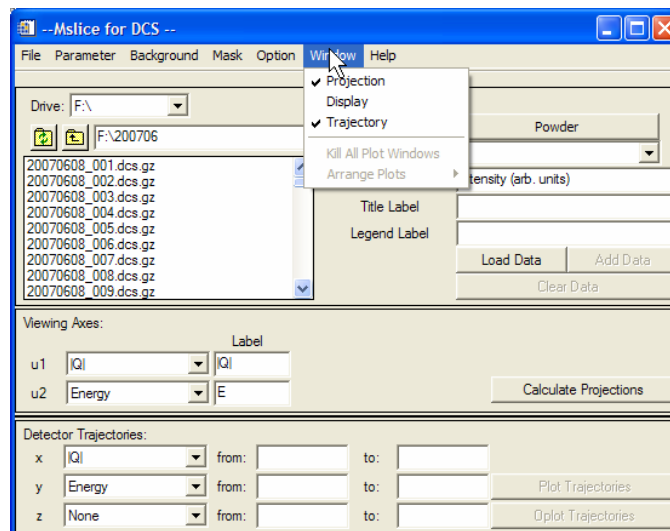 --Mslice for DCS --
File Parameter Background Mask Option Window Help
Projection
Display
Trajectory
Kill All Plot Windows
Arrange Plots
Drive: F:\
F:\200706
20070608_001.dcs.gz
20070608_002.dcs.gz
20070608_003.dcs.gz
20070608_004.dcs.gz
20070608_005.dcs.gz
20070608_006.dcs.gz
20070608_007.dcs.gz
20070608_008.dcs.gz
20070608_009.dcs.gz
Powder
tensity (arb. units)
Title Label
Legend Label
Load Data Add Data
Clear Data
Viewing Axes:
Label
u1 |Q| |Q|
u2 Energy E
Calculate Projections
Detector Trajectories:
x |Q| from: to:
y Energy from: to: Plot Trajectories
z None from: to: Oplot Trajectories